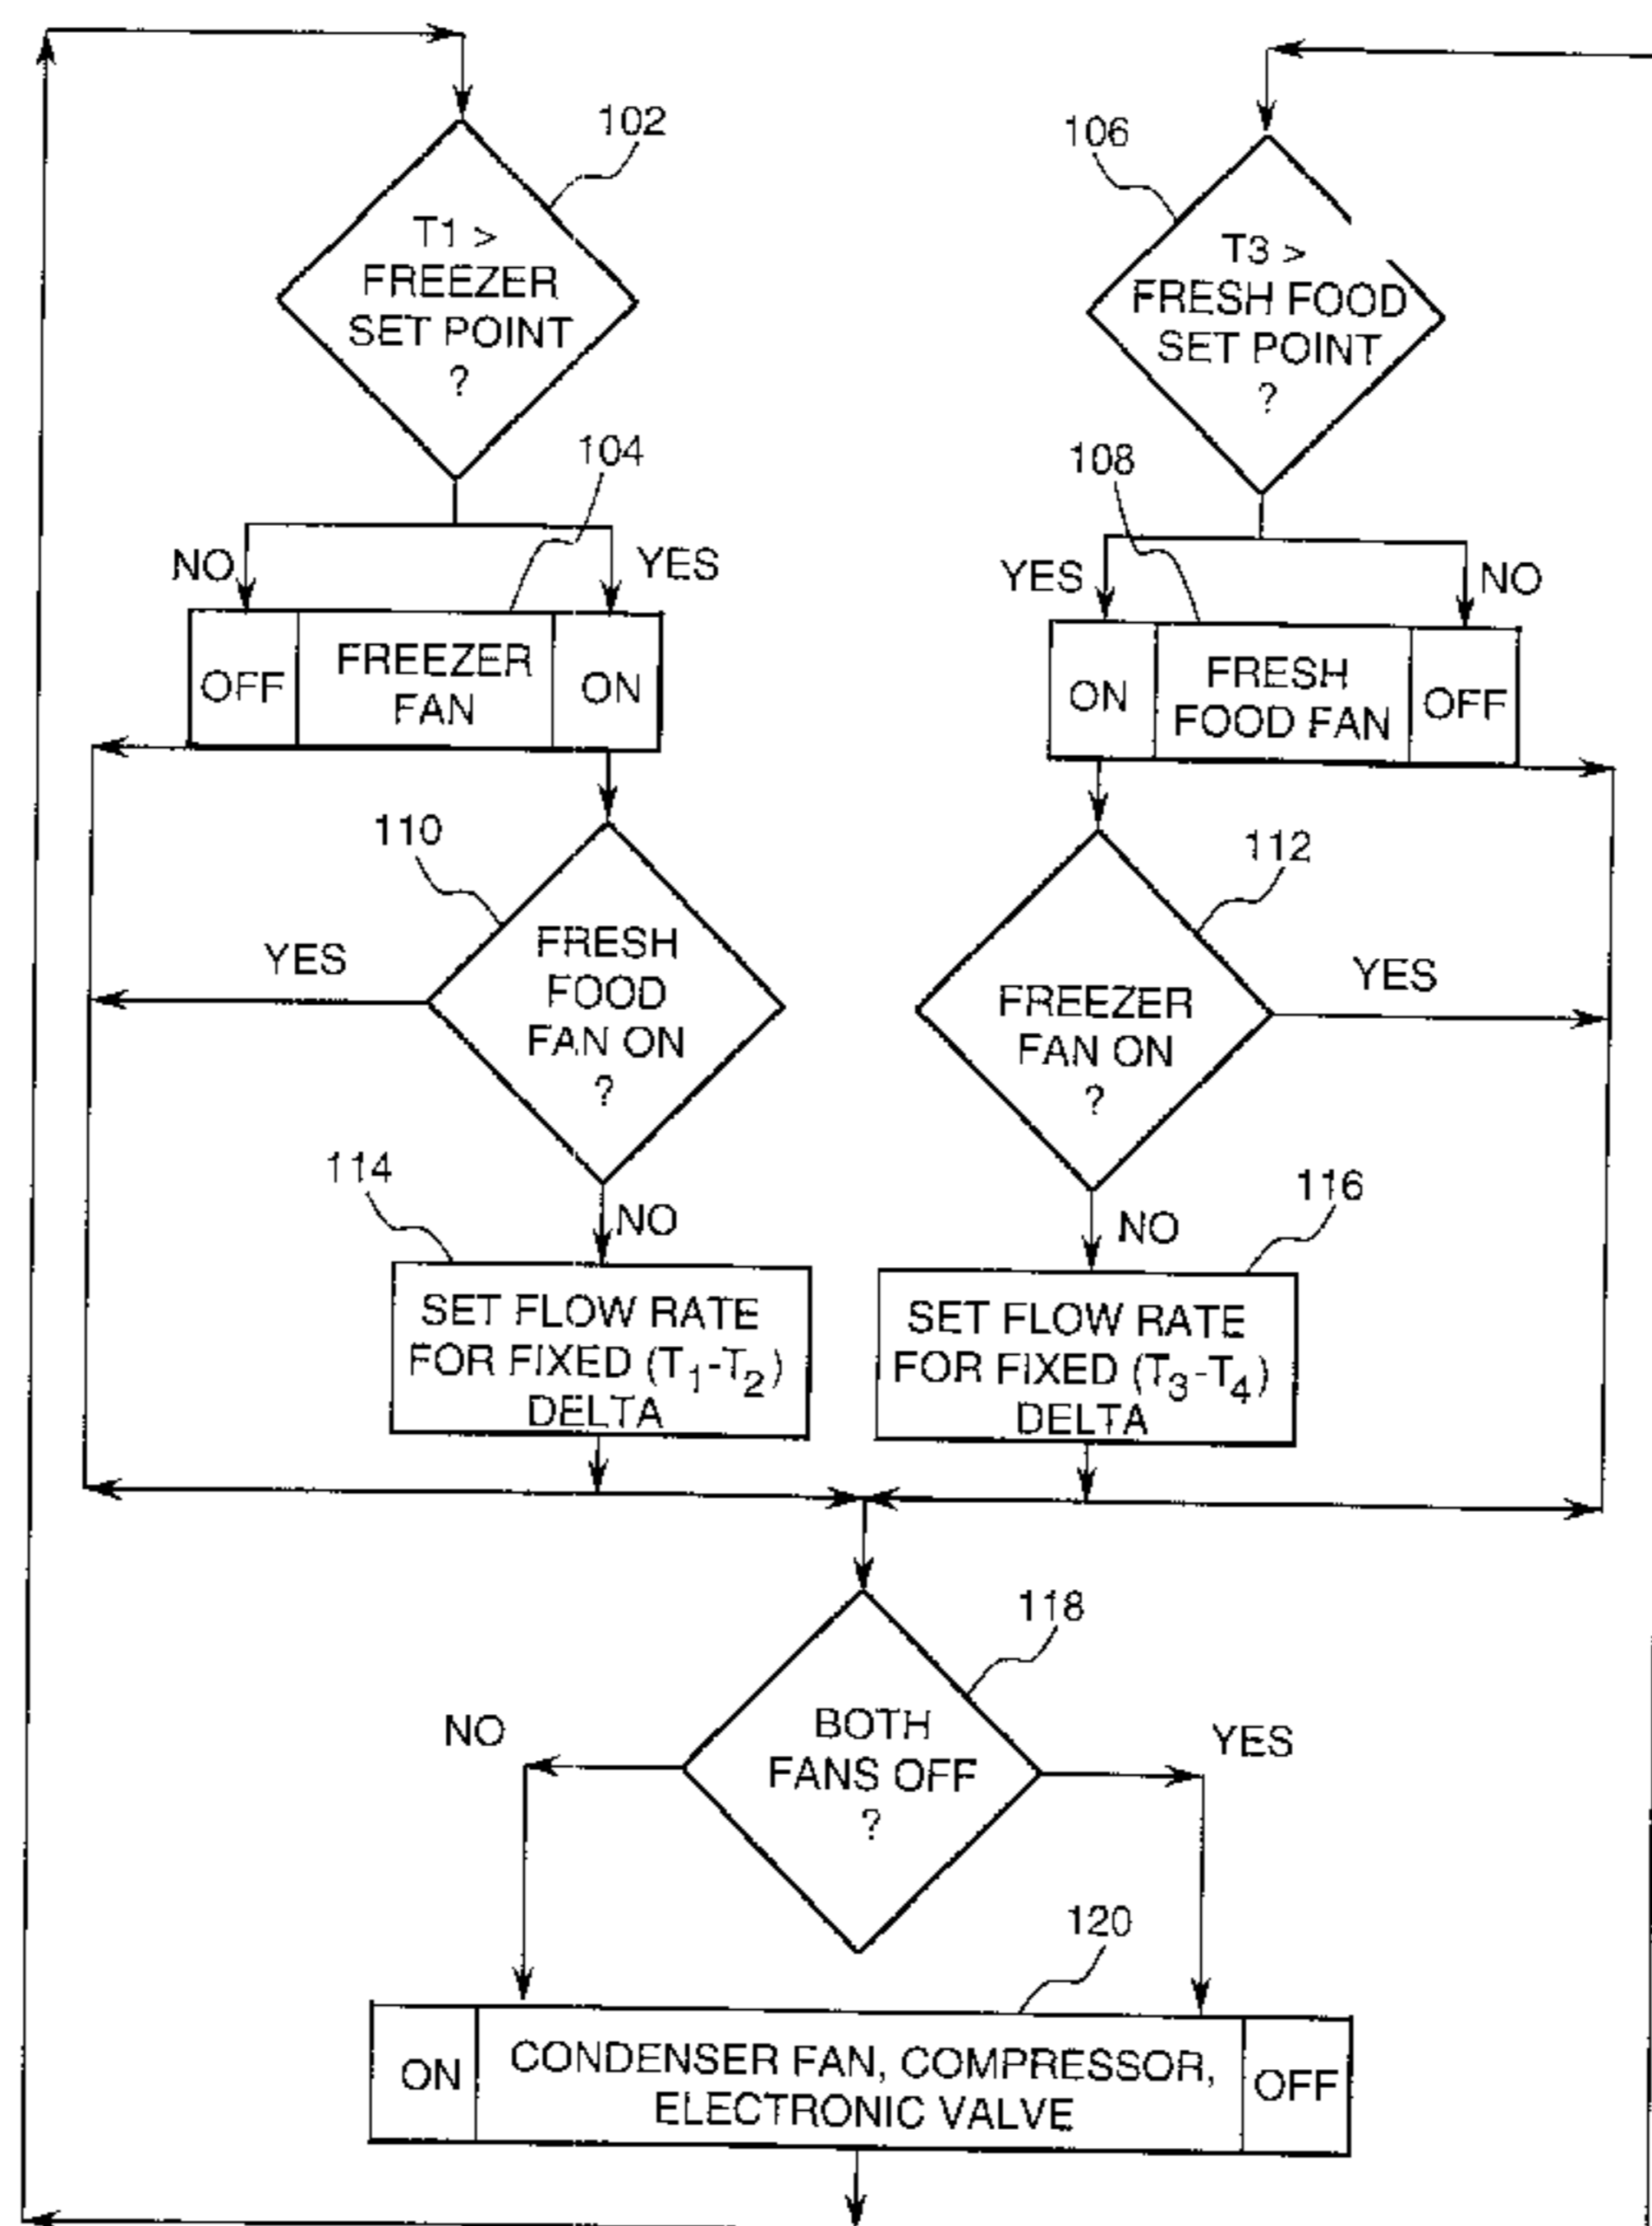 102
T1 >
FREEZER
SET POINT
?
106
T3 >
FRESH FOOD
SET POINT
?
104
NO
YES
OFF
FREEZER
FAN
ON
108
YES
NO
ON
FRESH
FOOD FAN
OFF
110
YES
FRESH
FOOD
FAN ON
?
112
FREEZER
FAN ON
?
YES
114
NO
SET FLOW RATE
FOR FIXED (T1-T2)
DELTA
116
NO
SET FLOW RATE
FOR FIXED (T3-T4)
DELTA
118
NO
BOTH
FANS OFF
?
YES
120
ON
CONDENSER FAN, COMPRESSOR,
ELECTRONIC VALVE
OFF